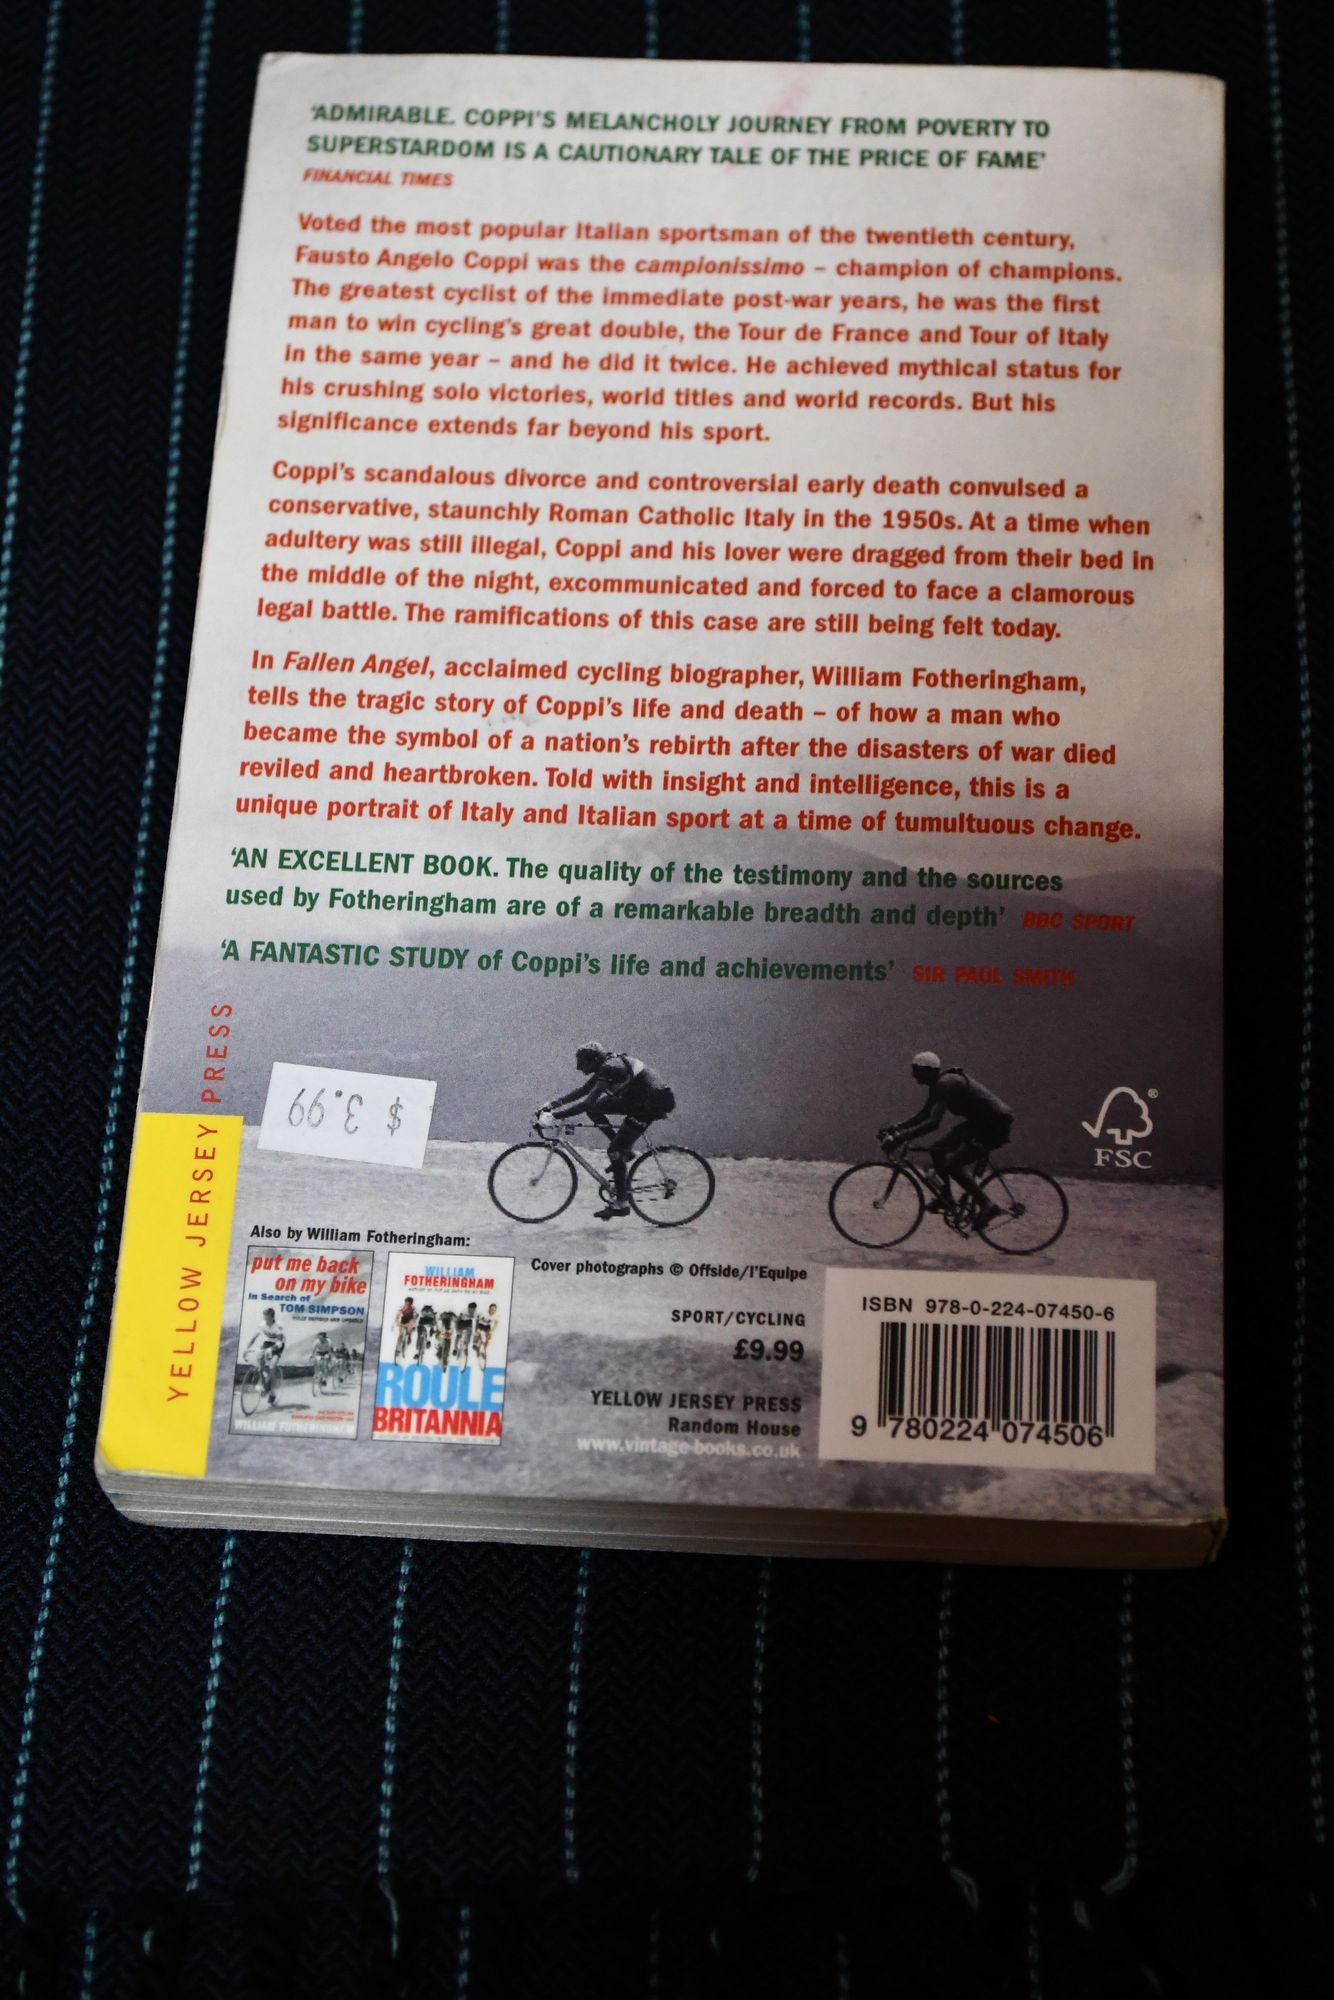 ‘ADMIRABLE. COPPI’S MELANCHOLY JOURNEY FROM POVERTY TO
SUPERSTARDOM IS A CAUTIONARY TALE OF THE PRICE OF FAME’
FINANCIAL TIMES
Voted the most popular Italian sportsman of the twentieth century,
Fausto Angelo Coppi was the campionissimo – champion of champions.
The greatest cyclist of the immediate post-war years, he was the first
man to win cycling’s great double, the Tour de France and Tour of Italy
in the same year – and he did it twice. He achieved mythical status for
his crushing solo victories, world titles and world records. But his
significance extends far beyond his sport.
Coppi’s scandalous divorce and controversial early death convulsed a
conservative, staunchly Roman Catholic Italy in the 1950s. At a time when
adultery was still illegal, Coppi and his lover were dragged from their bed in
the middle of the night, excommunicated and forced to face a clamorous
legal battle. The ramifications of this case are still being felt today.
In Fallen Angel, acclaimed cycling biographer, William Fotheringham,
tells the tragic story of Coppi’s life and death – of how a man who
became the symbol of a nation’s rebirth after the disasters of war died
reviled and heartbroken. Told with insight and intelligence, this is a
unique portrait of Italy and Italian sport at a time of tumultuous change.
‘AN EXCELLENT BOOK. The quality of the testimony and the sources
used by Fotheringham are of a remarkable breadth and depth’ BBC SPORT
‘A FANTASTIC STUDY of Coppi’s life and achievements’ SIR PAUL SMITH
YELLOW JERSEY PRESS
$ 3.99
FSC
®
Also by William Fotheringham:
put me back
on my bike
In Search of
TOM SIMPSON
WILLIAM FOTHERINGHAM
WILLIAM
FOTHERINGHAM
ROULE
BRITANNIA
Cover photographs © Offside/l’Equipe
SPORT/CYCLING
£9.99
YELLOW JERSEY PRESS
Random House
www.vintage-books.co.uk
ISBN 978-0-224-07450-6
9 780224 074506